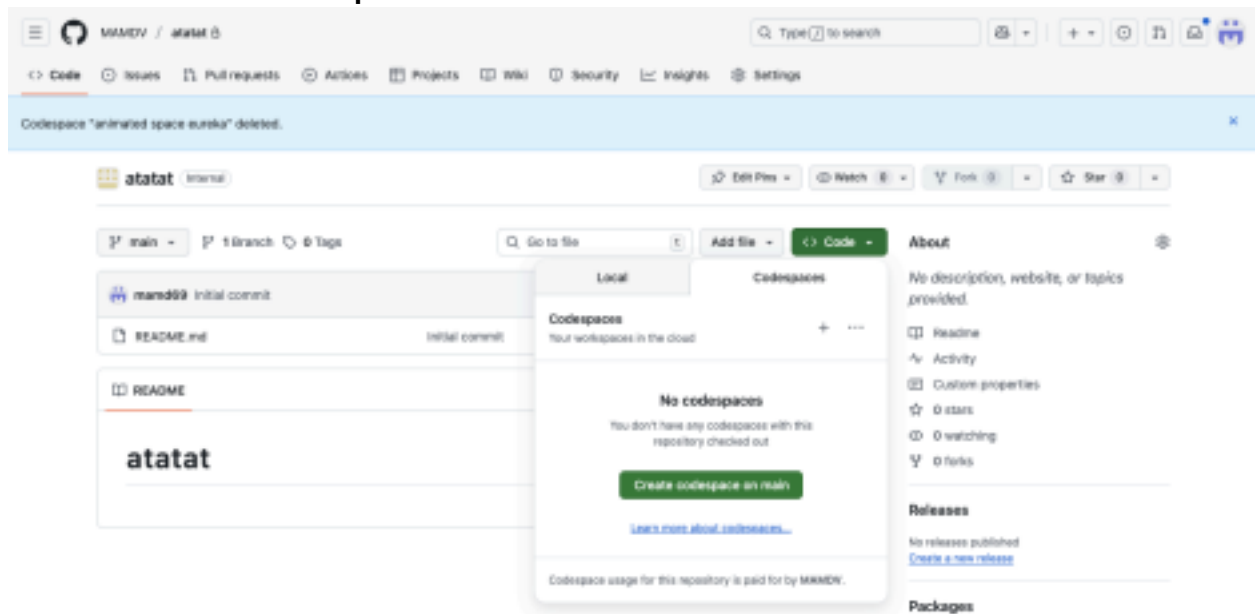 MAMDV / atatat
Type / to search
Code Issues Pull requests Actions Projects Wiki Security Insights Settings
Codespace "animated space eureka" deleted.
atatat Internal
Edit Pins Watch 0 Fork 0 Star 0
main 1 Branch 0 Tags Go to file t Add file Code
mamd69 Initial commit
README.md Initial commit
README
atatat
Local Codespaces
Codespaces
Your workspaces in the cloud
No codespaces
You don't have any codespaces with this
repository checked out
Create codespace on main
Learn more about codespaces...
Codespace usage for this repository is paid for by MAMDV.
About
No description, website, or topics
provided.
Readme
Activity
Custom properties
0 stars
0 watching
0 forks
Releases
No releases published
Create a new release
Packages